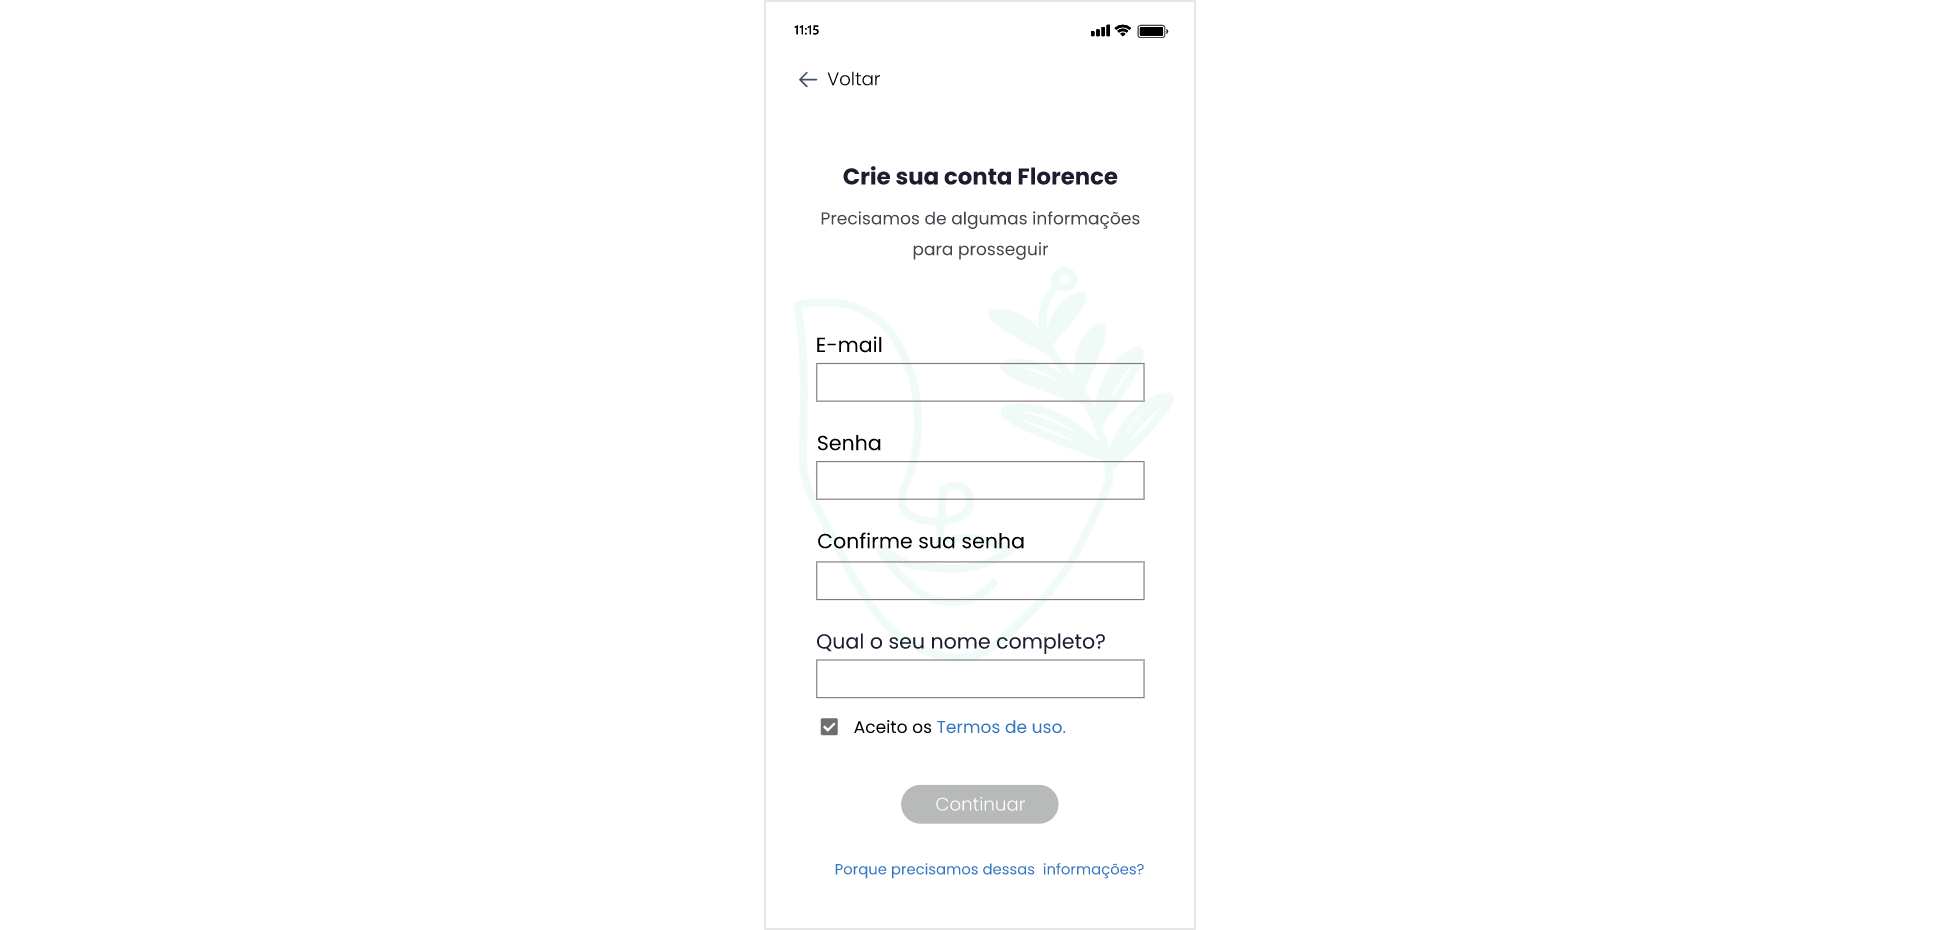 11:15
Voltar
Crie sua conta Florence
Precisamos de algumas informações
para prosseguir
E-mail
Senha
Confirme sua senha
Qual o seu nome completo?
Aceito os Termos de uso.
Continuar
Porque precisamos dessas  informações?